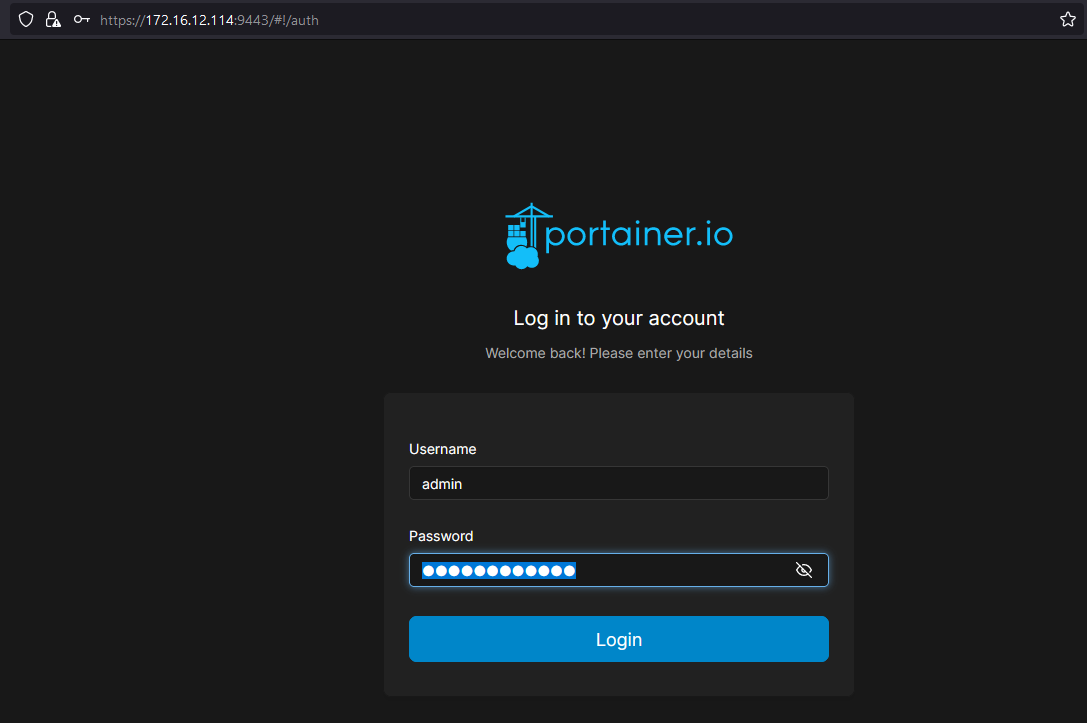 https://172.16.12.114:9443/#!/auth
portainer.io
Log in to your account
Welcome back! Please enter your details
Username
admin
Password
●●●●●●●●●●●●
Login